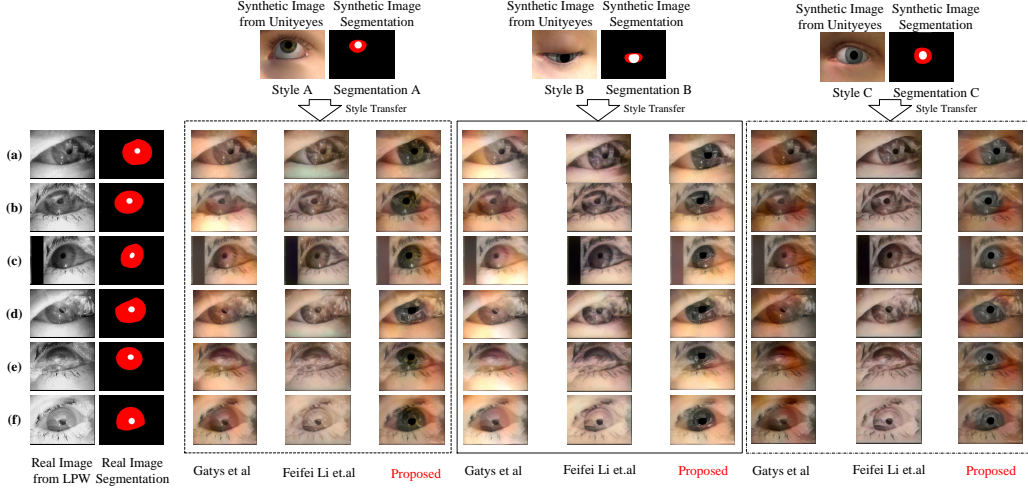 Synthetic Image from Unityeyes
Synthetic Image Segmentation
Synthetic Image from Unityeyes
Synthetic Image Segmentation
Synthetic Image from Unityeyes
Synthetic Image Segmentation
Style A
Segmentation A
Style B
Segmentation B
Style C
Segmentation C
Style Transfer
Style Transfer
Style Transfer
(a)
(b)
(c)
(d)
(e)
(f)
Real Image from LPW
Real Image Segmentation
Gatys et al
Feifei Li et.al
Proposed
Gatys et al
Feifei Li et.al
Proposed
Gatys et al
Feifei Li et.al
Proposed